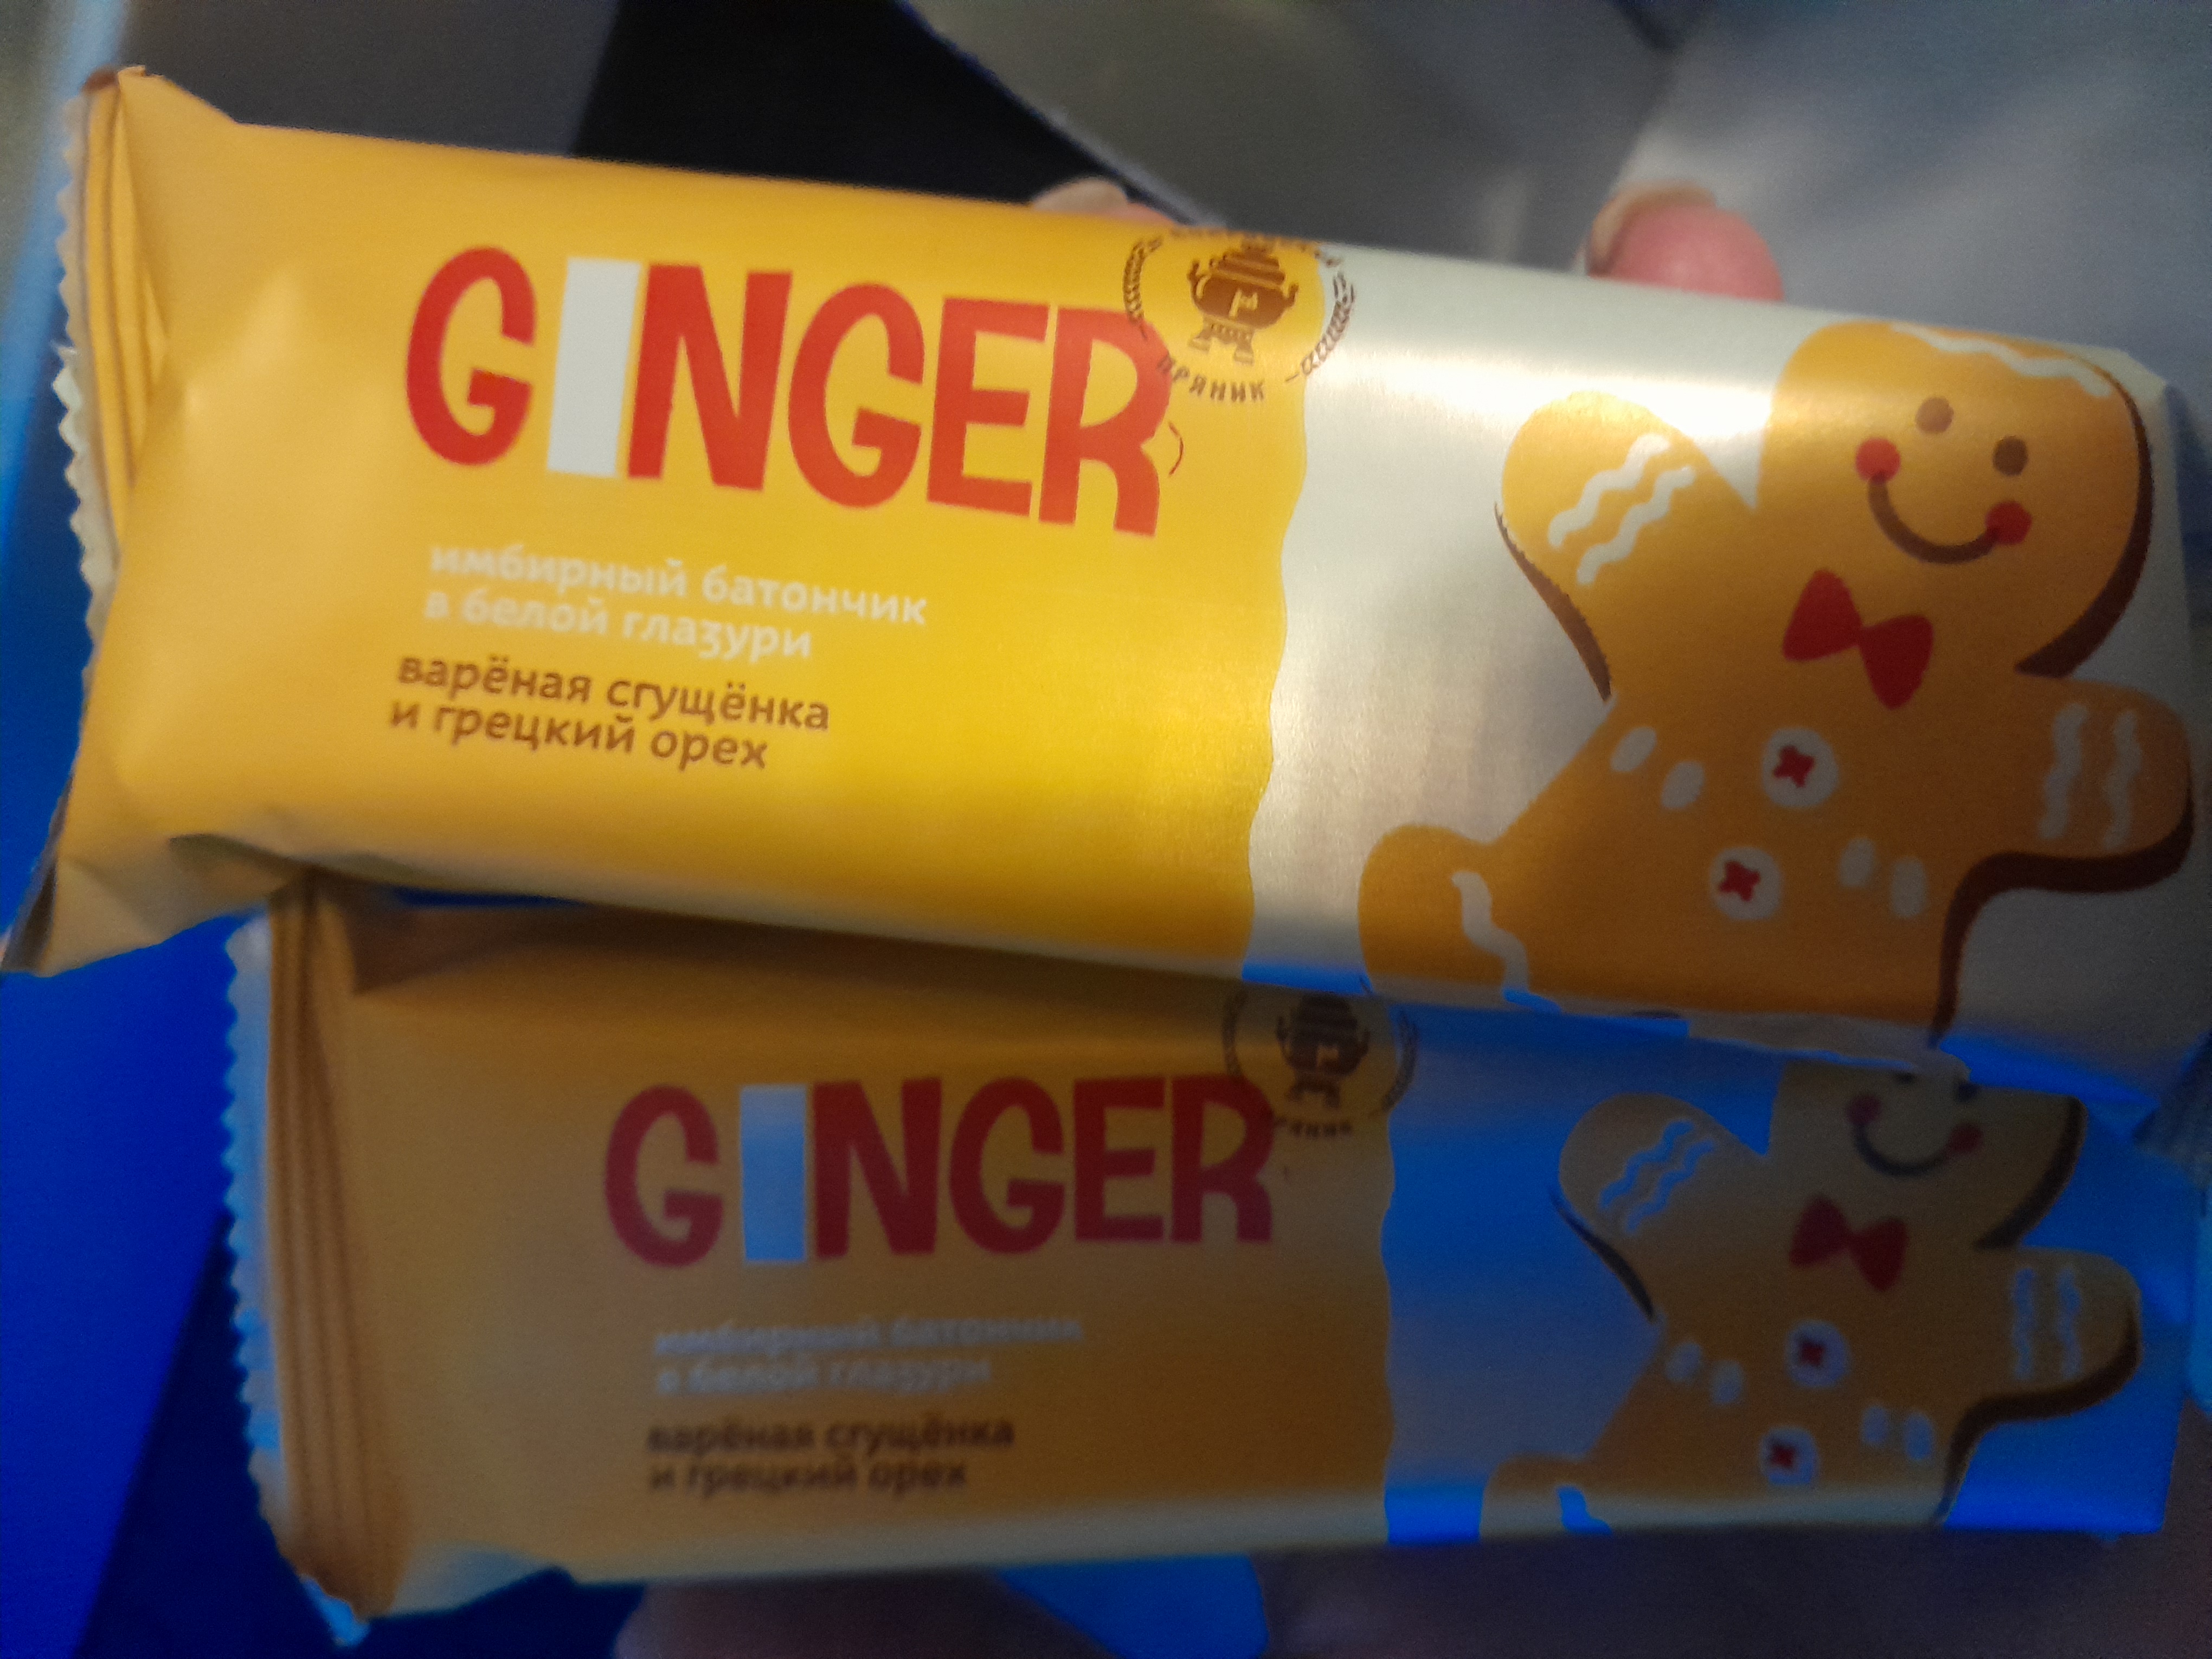 GINGER
ПРЯНИК
имбирный батончик
в белой глазури
варёная сгущёнка
и грецкий орех
GINGER
имбирный батончик
в белой глазури
варёная сгущёнка
и грецкий орех